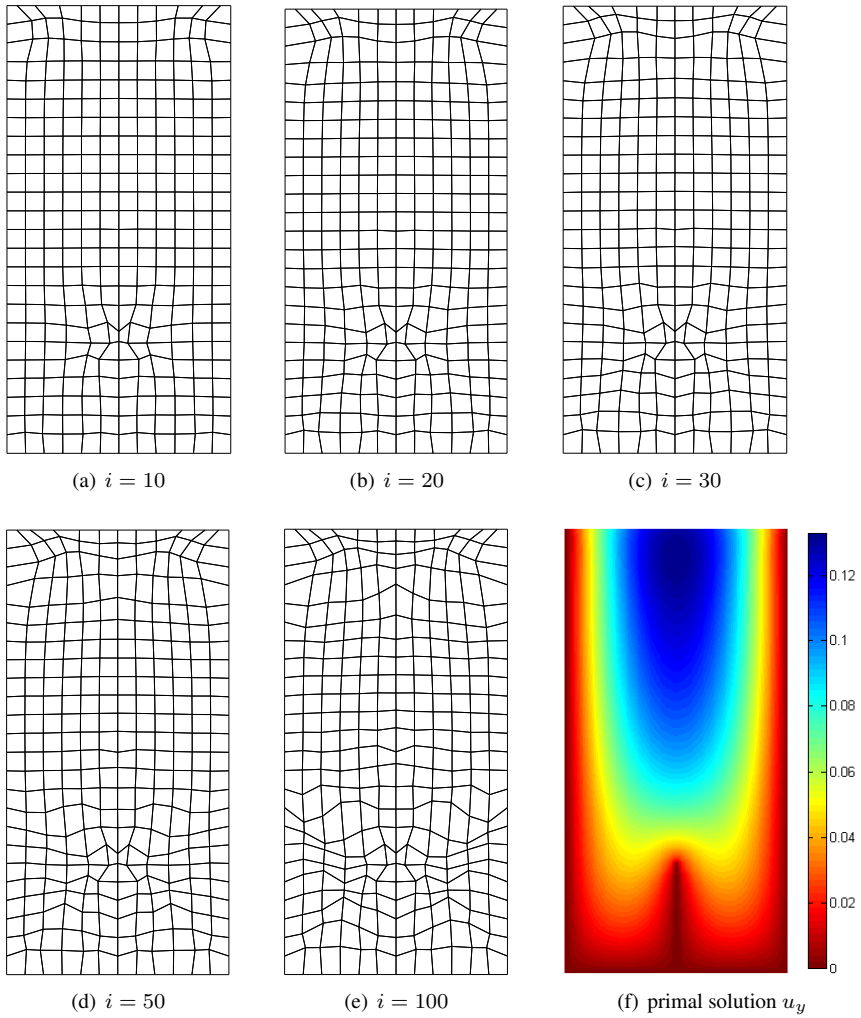 (a) i = 10
(b) i = 20
(c) i = 30
0.12
0.1
0.08
0.06
0.04
0.02
0
(d) i = 50
(e) i = 100
(f) primal solution u_y